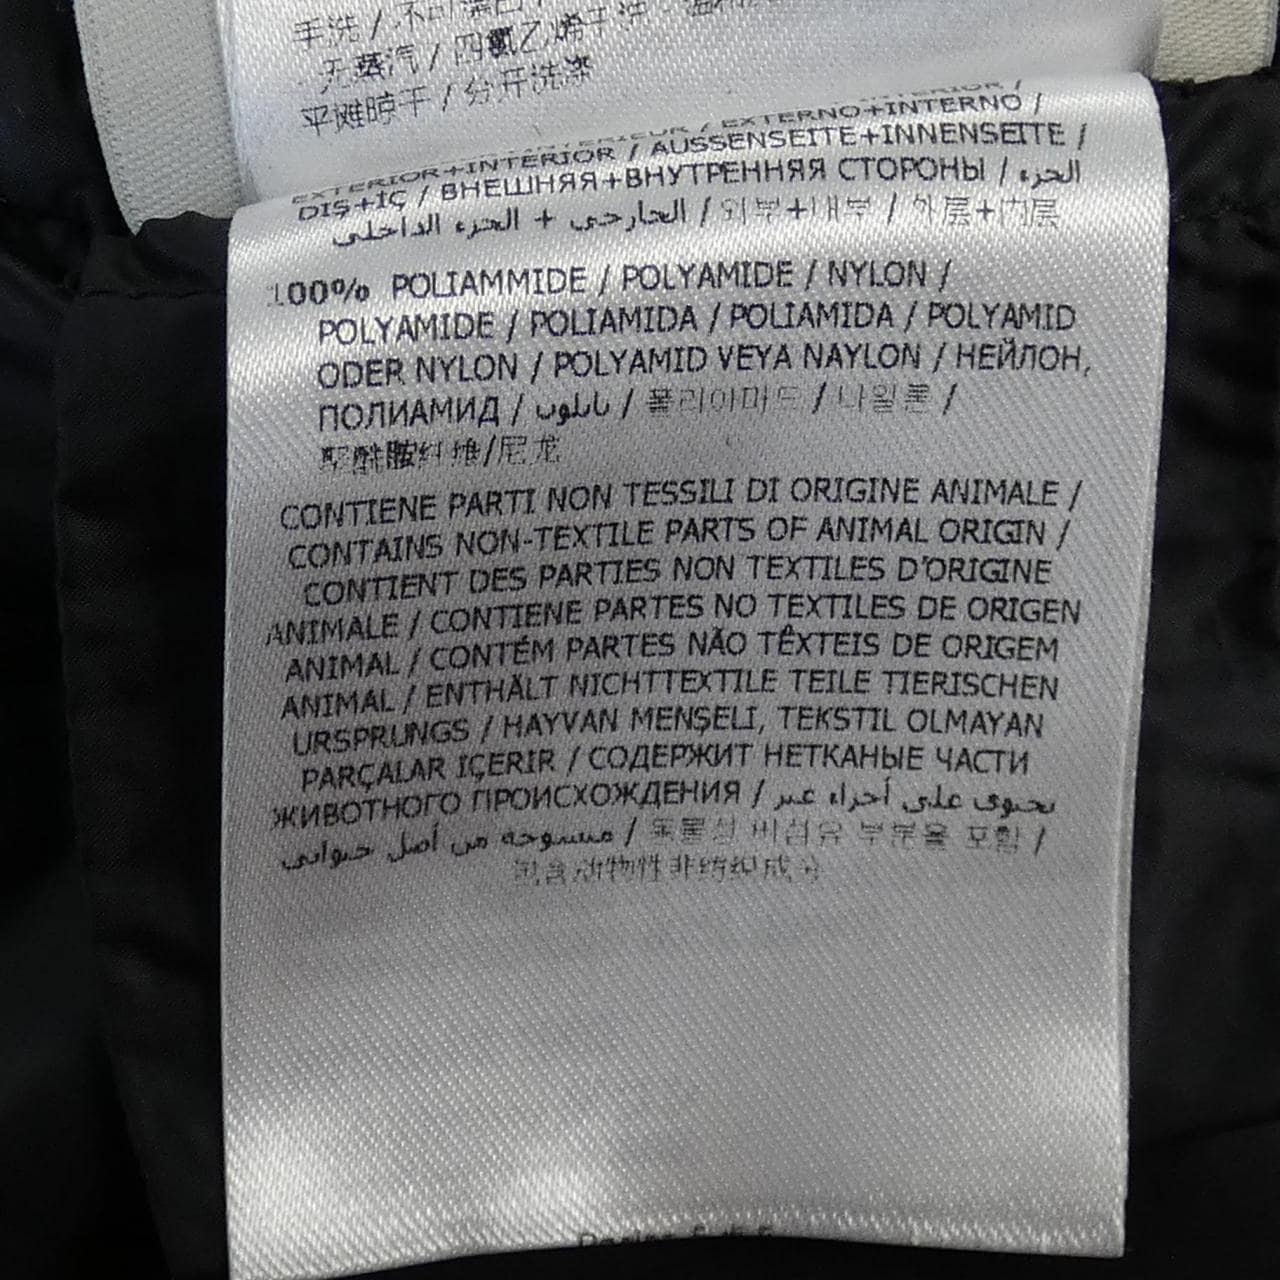 手洗 / 不可漂白 /
无蒸汽 / 四氯乙烯干洗
平摊晾干 / 分开洗涤
EXTERIOR+INTERIOR / AUSSENSEITE+INNENSEITE /
EXTERNO+INTERNO /
DIŞ+İÇ / ВНЕШНЯЯ+ВНУТРЕННЯЯ СТОРОНЫ / الجزء
الخارجي + الجزء الداخلي / 외부+내부 / 外层+内层
100% POLIAMMIDE / POLYAMIDE / NYLON /
POLYAMIDE / POLIAMIDA / POLIAMIDA / POLYAMID
ODER NYLON / POLYAMID VEYA NAYLON / НЕЙЛОН,
ПОЛИАМИД / نايلون / 폴리아마드 / 나일론 /
聚酰胺纤维/尼龙
CONTIENE PARTI NON TESSILI DI ORIGINE ANIMALE /
CONTAINS NON-TEXTILE PARTS OF ANIMAL ORIGIN /
CONTIENT DES PARTIES NON TEXTILES D'ORIGINE
ANIMALE / CONTIENE PARTES NO TEXTILES DE ORIGEN
ANIMAL / CONTÉM PARTES NÃO TÊXTEIS DE ORIGEM
ANIMAL / ENTHÄLT NICHTTEXTILE TEILE TIERISCHEN
URSPRUNGS / HAYVAN MENŞELI, TEKSTIL OLMAYAN
PARÇALAR IÇERIR / СОДЕРЖИТ НЕТКАНЫЕ ЧАСТИ
ЖИВОТНОГО ПРОИСХОЖДЕНИЯ / تحتوي على أجزاء غير
منسوجة من أصل حيواني / 동물성 비섬유 부분을 포함 /
包含动物性非纺织成分